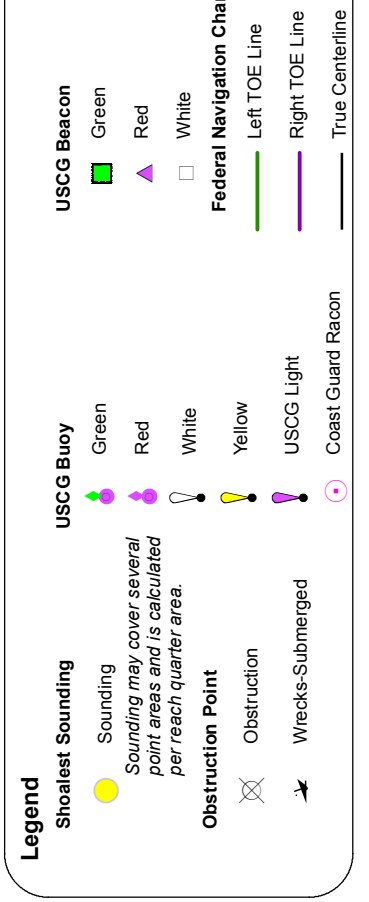 Legend
Shoalest Sounding
Sounding
Sounding may cover several
point areas and is calculated
per reach quarter area.
Obstruction Point
Obstruction
Wrecks-Submerged
USCG Buoy
Green
Red
White
Yellow
USCG Light
Coast Guard Racon
USCG Beacon
Green
Red
White
Federal Navigation Char
Left TOE Line
Right TOE Line
True Centerline